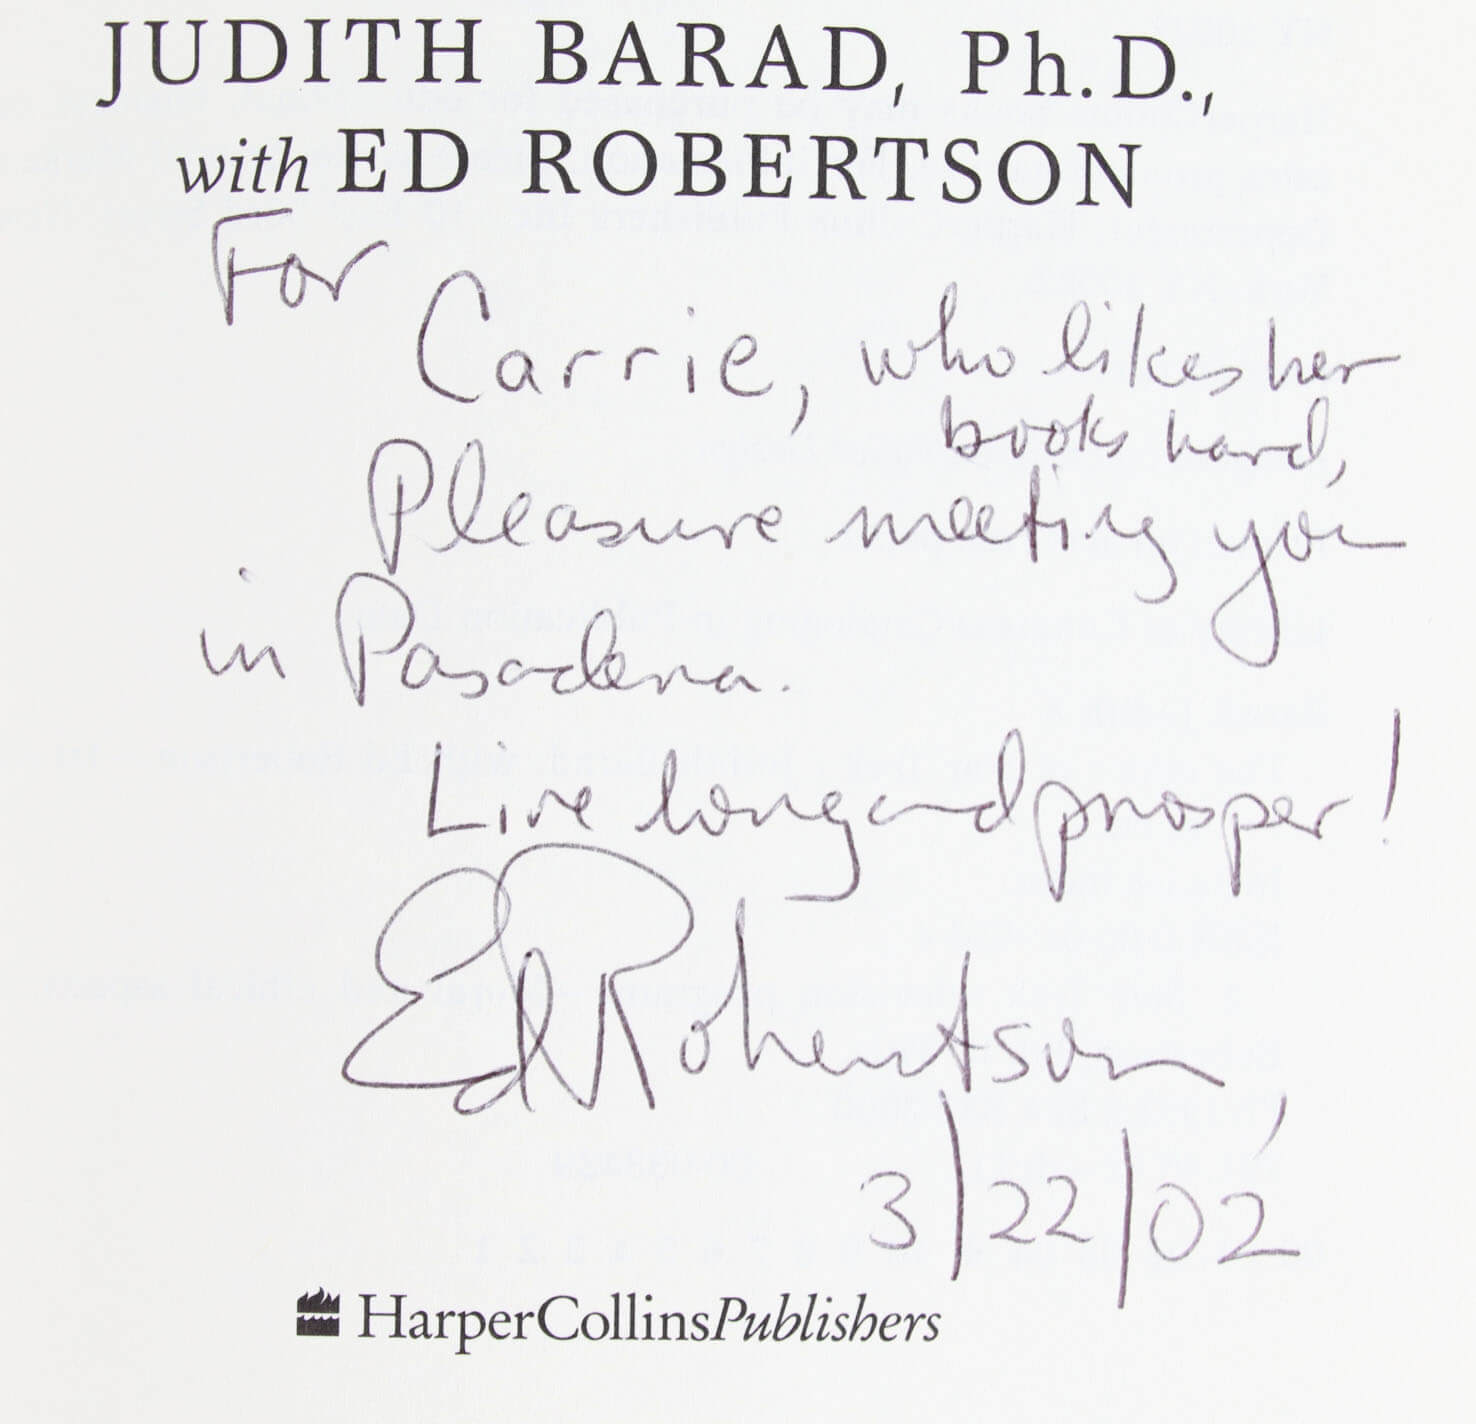 JUDITH BARAD, Ph.D.,
with ED ROBERTSON
For
Carrie, who likes her
books hard,
Pleasure meeting you
in Pasadena.
Live long and prosper!
Ed Robertson,
3/22/02
HarperCollinsPublishers